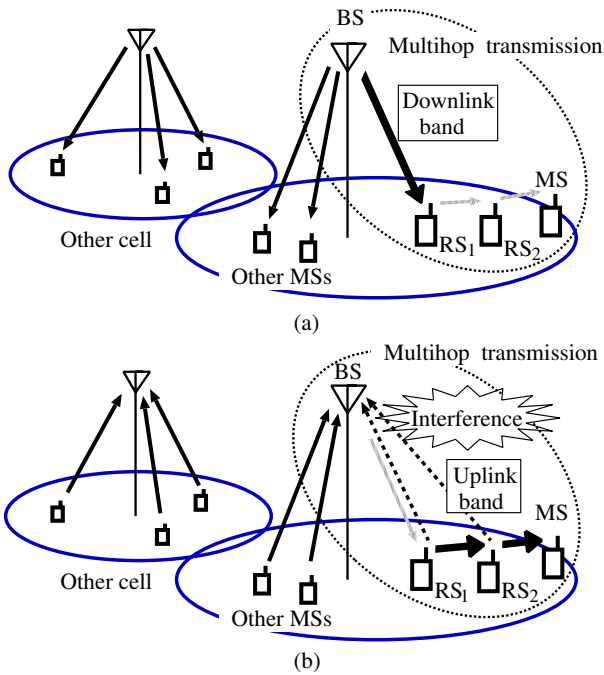 BS
Multihop transmission
Downlink
band
MS
RS1
RS2
Other cell
Other MSs
(a)
Multihop transmission
BS
Interference
Uplink
band
MS
RS1
RS2
Other cell
Other MSs
(b)